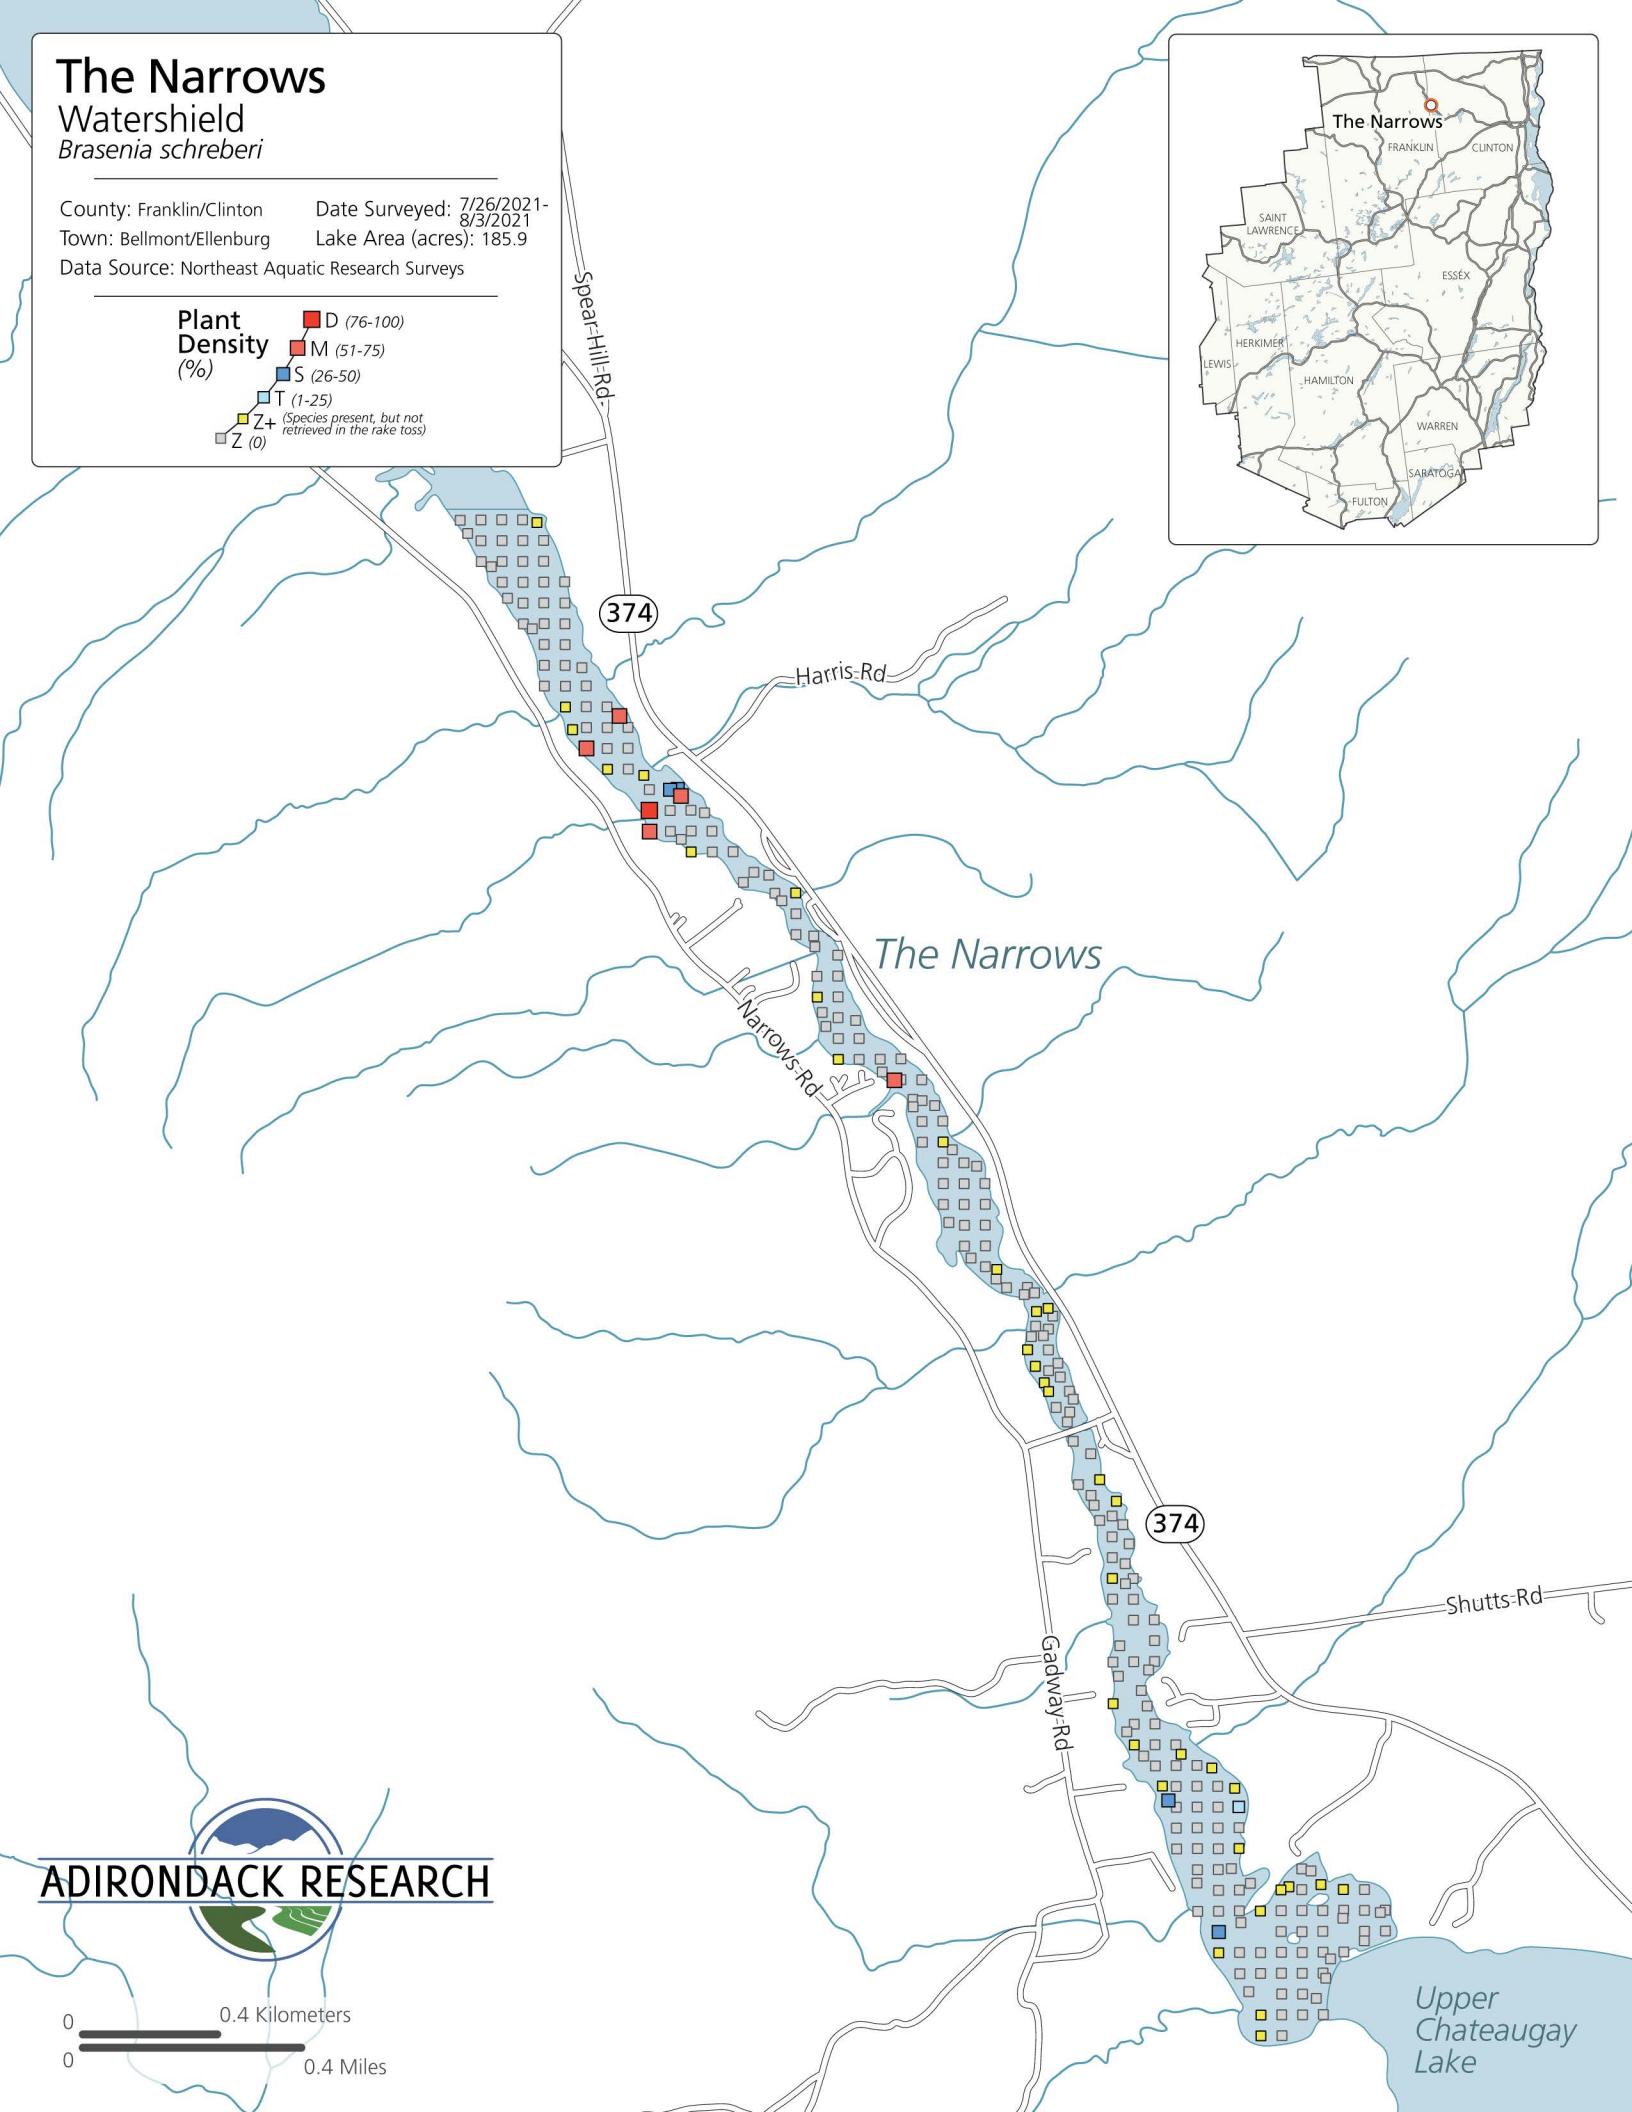 The Narrows
Watershield
Brasenia schreberi
County: Franklin/Clinton
Date Surveyed: 7/26/2021-
8/3/2021
Town: Bellmont/Ellenburg
Lake Area (acres): 185.9
Data Source: Northeast Aquatic Research Surveys
Plant
Density
(%)
D (76-100)
M (51-75)
S (26-50)
T (1-25)
Z+ (Species present, but not
retrieved in the rake toss)
Z (0)
The Narrows
FRANKLIN
CLINTON
SAINT
LAWRENCE
ESSEX
HERKIMER
LEWIS
HAMILTON
WARREN
SARATOGA
FULTON
Spear Hill Rd
374
Harris Rd
The Narrows
Narrows Rd
374
Shutts Rd
Gadway Rd
ADIRONDACK RESEARCH
Upper
Chateaugay
Lake
0
0.4 Kilometers
0
0.4 Miles